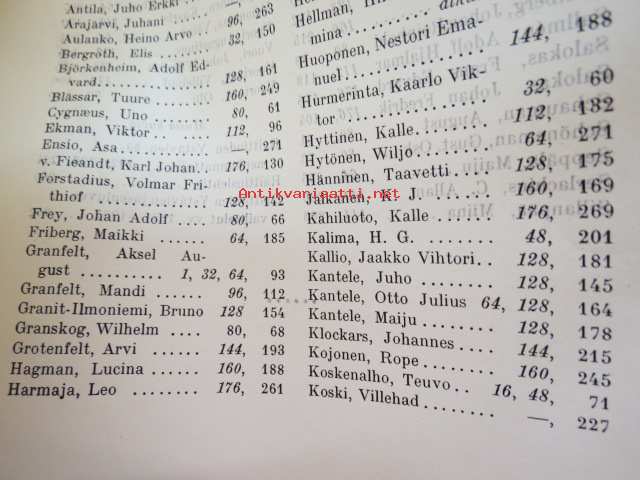 Antila, Juho Erkki
Arajärvi, Juhani . . . 96, 263
Aulanko, Heino Arvo . . 32, 150
Bergroth, Elis
Björkenheim, Adolf Ed-
vard . . . 128, 161
Blässar, Tuure . . . 160, 249
Cygnæus, Uno . . . 80, 61
Ekman, Viktor . . . 112, 96
Ensio, Asa . . . —, 271
v. Fieandt, Karl Johan . 176, 130
Forstadius, Volmar Fri-
thiof . . . 128, 142
Frey, Johan Adolf . . . . 80, 66
Friberg, Maikki . . . . . . 64, 185
Granfelt, Aksel Au-
gust . . . . . . . . . . 1, 32, 64, 93
Granfelt, Mandi . . . . . . 96, 112
Granit-Ilmoniemi, Bruno 128 154
Granskog, Wilhelm . . . . 80, 68
Grotenfelt, Arvi . . . . . . 144, 193
Hagman, Lucina . . . . . . 160, 188
Harmaja, Leo . . . . . . . . 176, 261
Hellman,
mina . . . 188
Huoponen, Nestori Ema-
nuel . . . 144,
Hurmerinta, Kaarlo Vik-
tor . . . 32, 60
Hyttinen, Kalle . . . 112, 182
Hytönen, Wiljo . . . 64, 271
Hänninen, Taavetti . . . 128, 175
Jalkanen, K. J. . . . 160, 169
Kahiluoto, Kalle . . . 176, 269
Kalima, H. G. . . . 48, 201
Kallio, Jaakko Vihtori . . 128, 181
Kantele, Juho . . . 128, 145
Kantele, Otto Julius 64, 128, 164
Kantele, Maiju . . . 128, 178
Klockars, Johannes . . . 144, 215
Kojonen, Rope . . . 160, 245
Koskenalho, Teuvo . . 16, 48, 71
Koski, Villehad . . . —, 227
Antikvariaatti.net